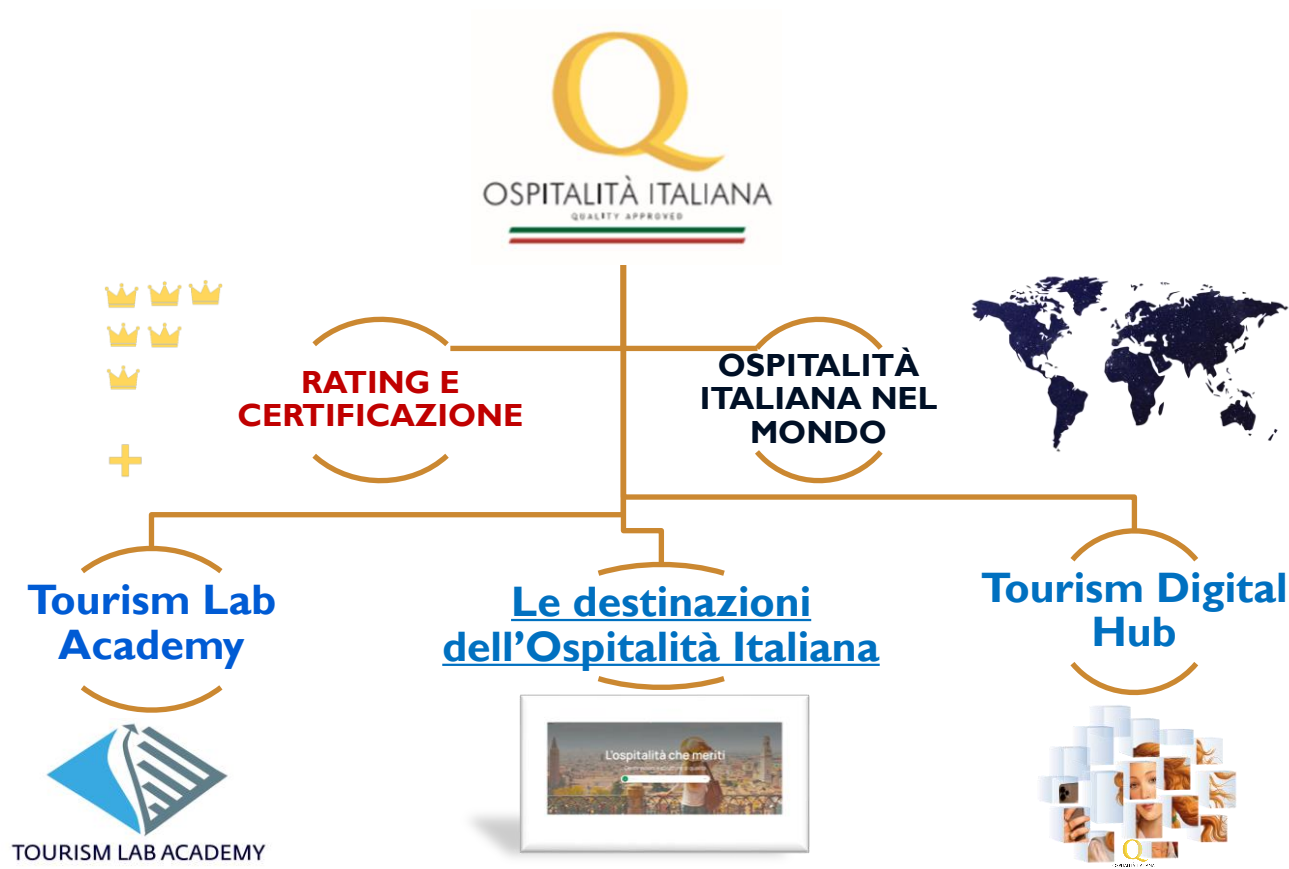 Q
OSPITALITÀ ITALIANA
QUALITY APPROVED
RATING E
CERTIFICAZIONE
OSPITALITÀ
ITALIANA NEL
MONDO
Tourism Lab
Academy
Le destinazioni
dell’Ospitalità Italiana
Tourism Digital
Hub
TOURISM LAB ACADEMY
L'ospitalità che meriti
Q